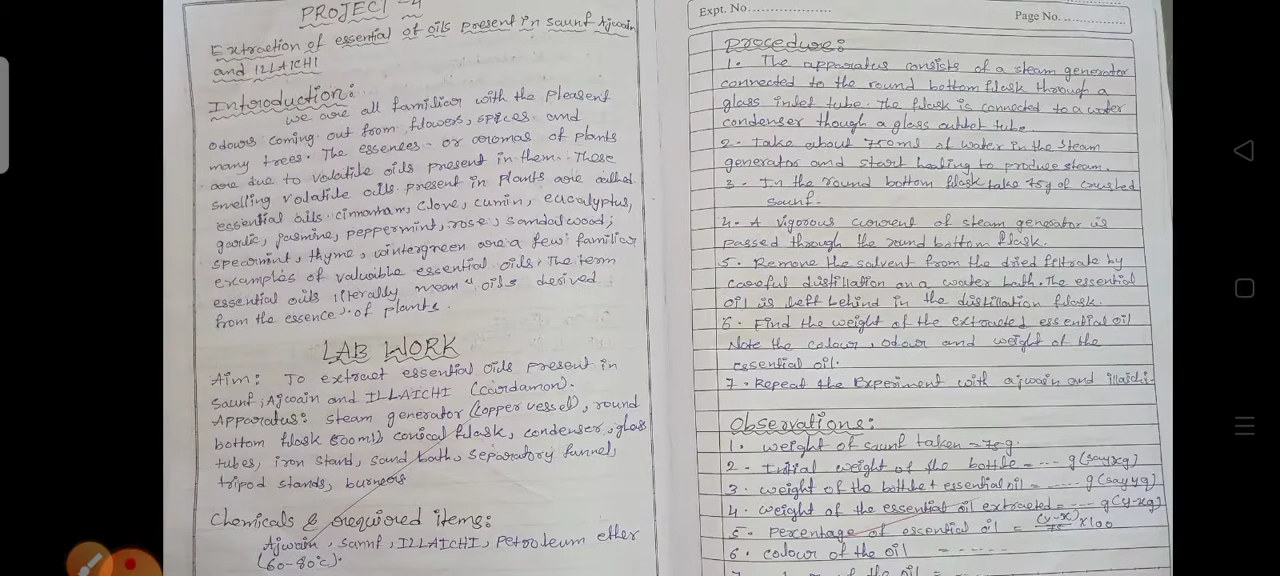 PROJECT - 4
Extraction of essential of oils present in saunf Ajwain
and ILLAICHI
Introduction:
we are all familier with the pleasent
odours coming out from flowers, spices and
many trees. The essences or aromas of plants
are due to volatile oils present in them. These
smelling volatile oils present in plants are called
essential oils. cinnamham, clove, cumin, eucalyptus,
garlic, jasmine, peppermint, rose, sandalwood,
spearmint, thyme, wintergreen are a few familier
examples of valuable essential oils. The term
essential oils literally mean "oils derived
from the essence of plants.
LAB WORK
Aim: To extract essential oils present in
saunf, Ajwain and ILLAICHI (cardamon).
Apparatus: steam generator (copper vessel), round
bottom flask (500ml) conical flask, condenser, glass
tubes, iron stand, sand bath, separatory funnel,
tripod stands, burners
Chemicals & required items:
Ajwain, saunf, ILLAICHI, petroleum ether
(60-80°c).
Expt. No....................
Page No. ..............
Procedure:
1. The apparatus consists of a steam generator
connected to the round bottom flask through a
glass inlet tube. The flask is connected to a water
condenser though a glass outlot tube.
2. Take about 750ml of water in the steam
generator and start heating to produce steam.
3. In the round bottom flask take 75g of crushed
saunf.
4. A vigorous current of steam generator is
passed through the round bottom flask.
5. Remove the solvent from the dried filtrate by
careful distillation on a water bath. The essential
oil is left behind in the distillation flask.
6. Find the weight of the extracted essential oil
Note the colour, odour and weight of the
essential oil.
7. Repeat the Experiment with ajwain and illaichi.
Observations:
1. weight of saunf taken = 75g.
2. Initial weight of the bottle = .... g (say xg)
3. weight of the bottle + essential oil = ..... g (say yg)
4. weight of the essential oil extracted = .... g (y-xg)
5. percentage of essential oil = (y-x)/75 × 100
6. colour of the oil = ......
of the oil =